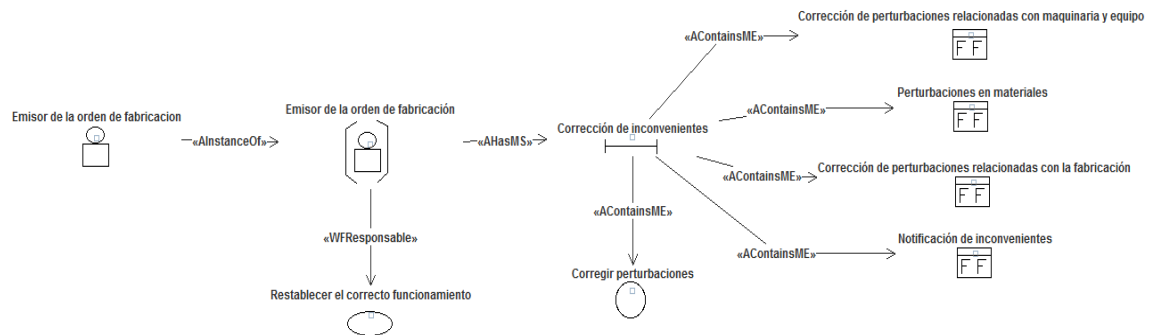 Corrección de perturbaciones relacionadas con maquinaria y equipo
«AContainsME»
F F
Perturbaciones en materiales
Emisor de la orden de fabricacion
Emisor de la orden de fabricación
«AContainsME»
F F
Corrección de inconvenientes
«AInstanceOf»
«AHasMS»
Corrección de perturbaciones relacionadas con la fabricación
«AContainsME»
F F
«AContainsME»
«WFResponsable»
Notificación de inconvenientes
«AContainsME»
F F
Corregir perturbaciones
Restablecer el correcto funcionamiento